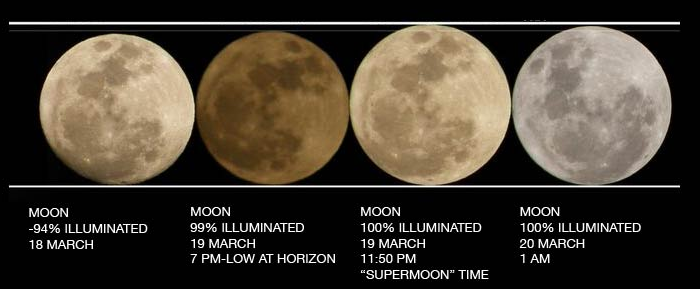 MOON
-94% ILLUMINATED
18 MARCH
MOON
99% ILLUMINATED
19 MARCH
7 PM-LOW AT HORIZON
MOON
100% ILLUMINATED
19 MARCH
11:50 PM
“SUPERMOON” TIME
MOON
100% ILLUMINATED
20 MARCH
1 AM